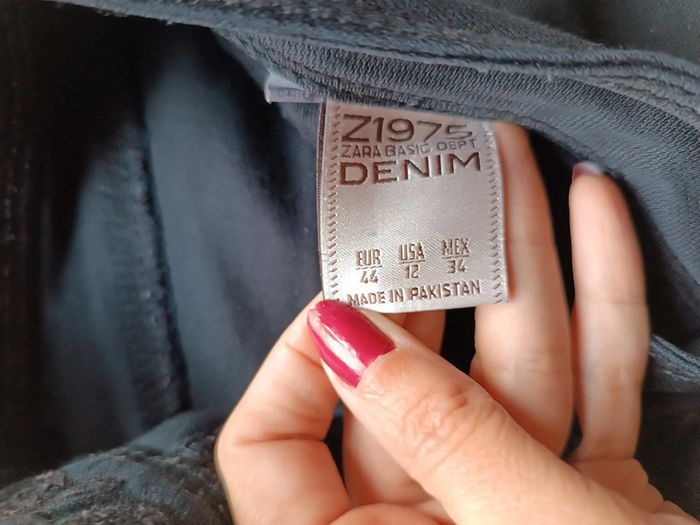 Z1975
ZARA BASIC DEPT
DENIM
EUR USA MEX
44 12 34
MADE IN PAKISTAN